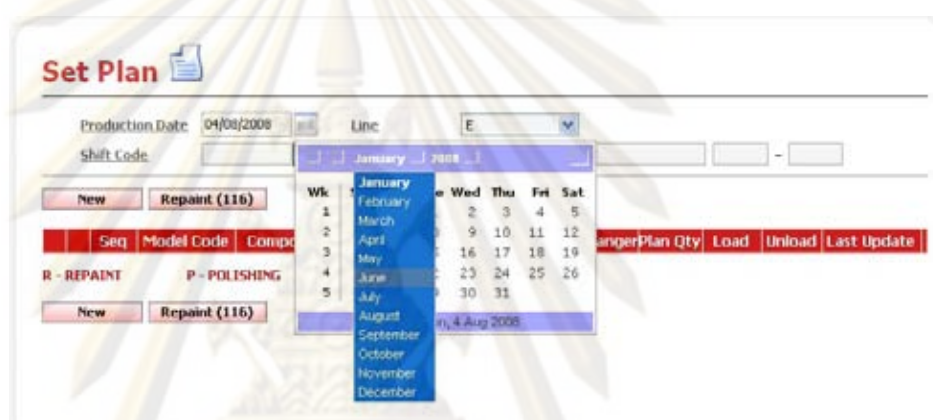 Set Plan
Production Date 04/08/2008 Line E
Shift Code -
January 2008
New Repaint (116)
Wk Wed Thu Fri Sat
1 2 3 4 5
2 9 10 11 12
3 16 17 18 19
4 23 24 25 26
5 30 31
January
February
March
April
May
June
July
August
September
October
November
December
Seq Model Code Plan Qty Load Unload Last Update
R - REPAINT P - POLISHING
New Repaint (116)
, 4 Aug 2008